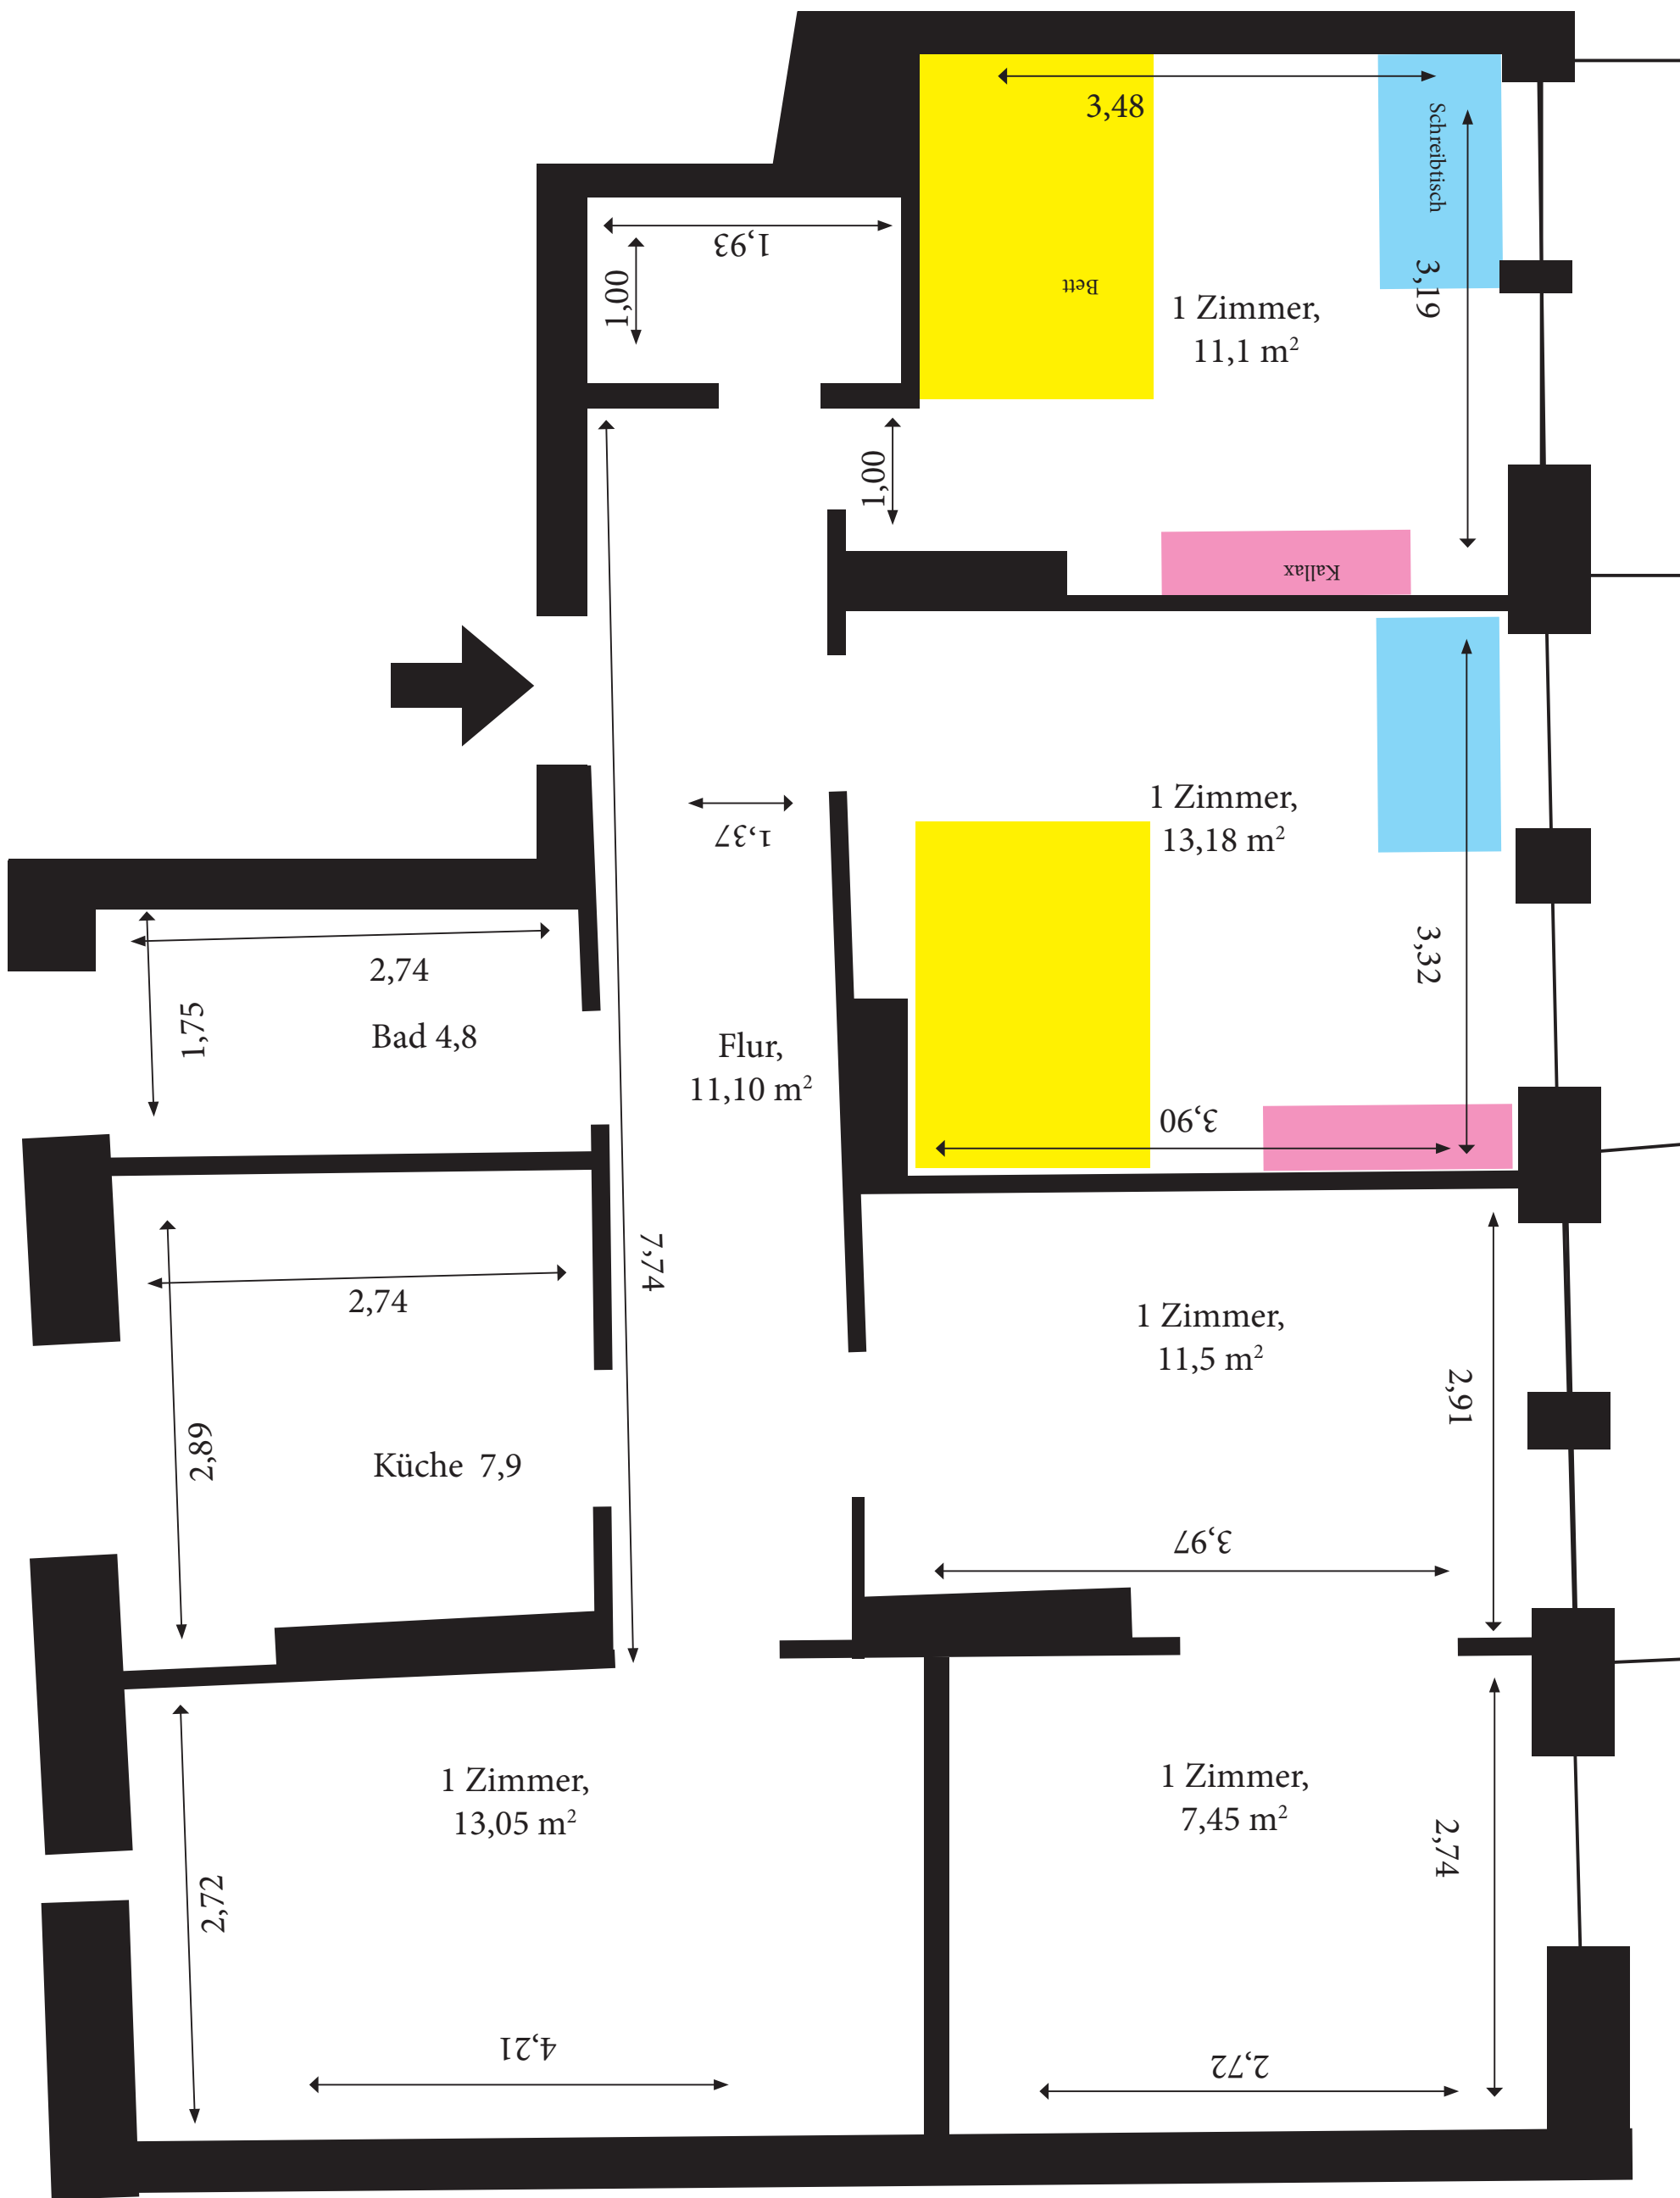 3,48
Schreibtisch
1,93
1,00
3,19
Bett
1 Zimmer,
11,1 m²
1,00
Kallax
1 Zimmer,
13,18 m²
1,37
3,32
2,74
1,75
Bad 4,8
Flur,
11,10 m²
3,90
7,74
2,74
1 Zimmer,
11,5 m²
2,91
2,89
Küche 7,9
3,97
1 Zimmer,
13,05 m²
1 Zimmer,
7,45 m²
2,74
2,72
4,21
2,72